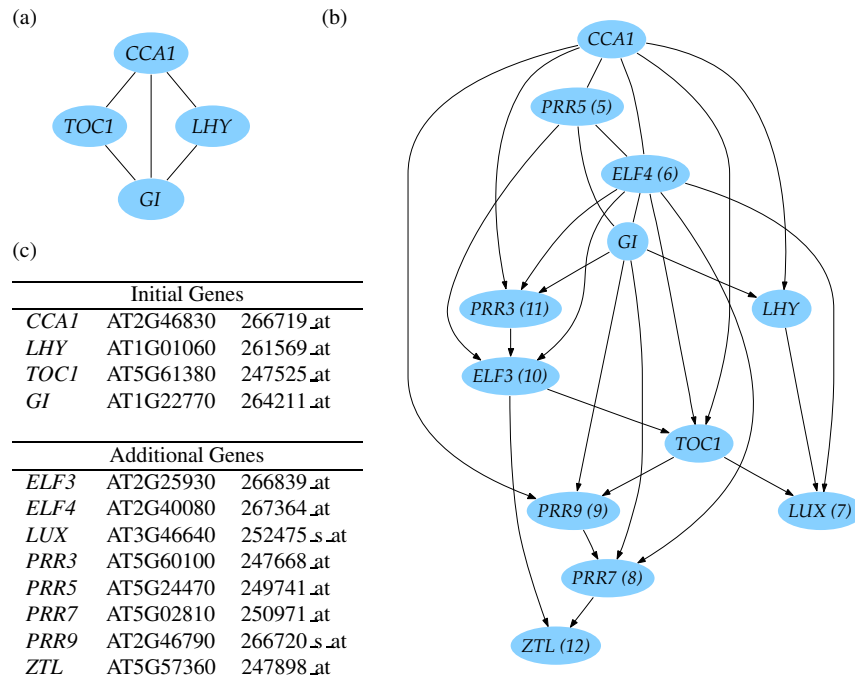 (a)
CCA1
TOC1
LHY
GI
(b)
CCA1
PRR5 (5)
ELF4 (6)
GI
PRR3 (11)
LHY
ELF3 (10)
TOC1
PRR9 (9)
LUX (7)
PRR7 (8)
ZTL (12)
(c)
Initial Genes
CCA1 AT2G46830 266719_at
LHY AT1G01060 261569_at
TOC1 AT5G61380 247525_at
GI AT1G22770 264211_at
Additional Genes
ELF3 AT2G25930 266839_at
ELF4 AT2G40080 267364_at
LUX AT3G46640 252475_s_at
PRR3 AT5G60100 247668_at
PRR5 AT5G24470 249741_at
PRR7 AT5G02810 250971_at
PRR9 AT2G46790 266720_s_at
ZTL AT5G57360 247898_at